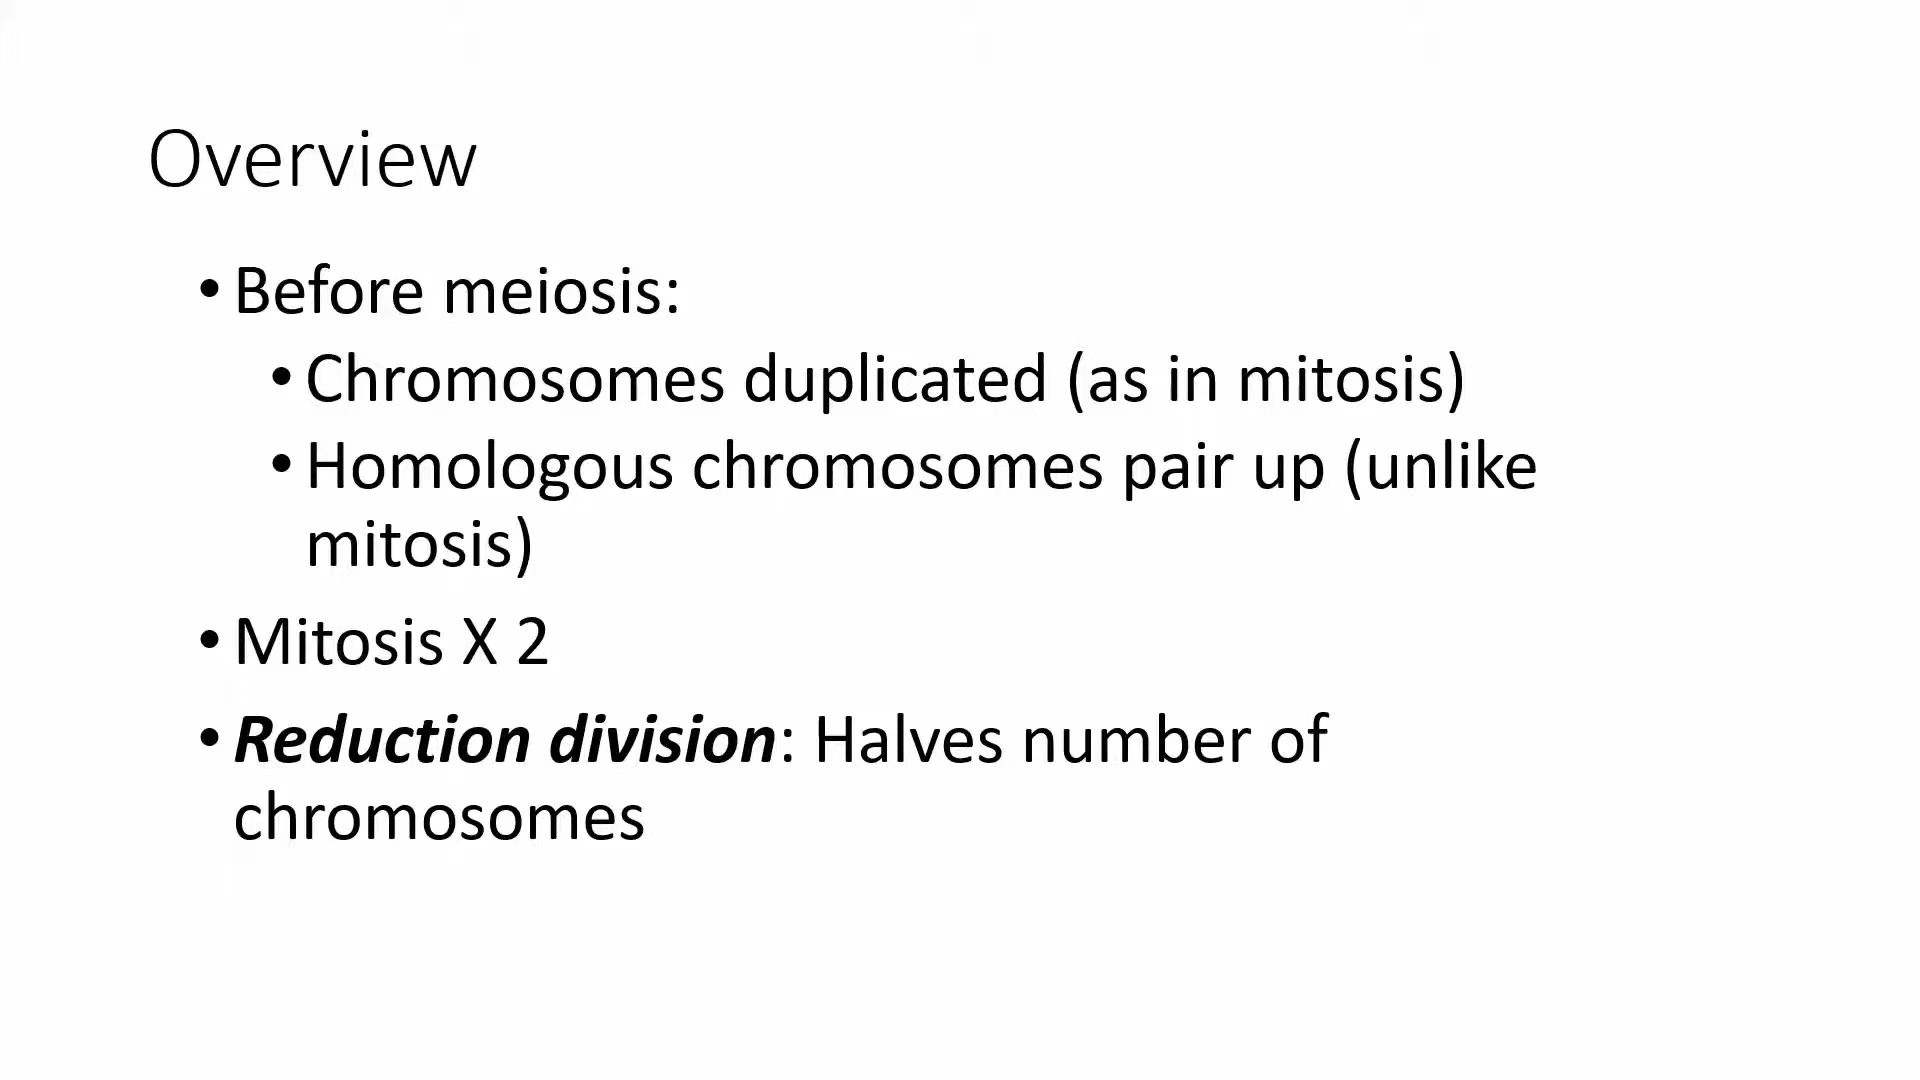 Overview
• Before meiosis:
• Chromosomes duplicated (as in mitosis)
• Homologous chromosomes pair up (unlike
mitosis)
• Mitosis X 2
• Reduction division: Halves number of
chromosomes